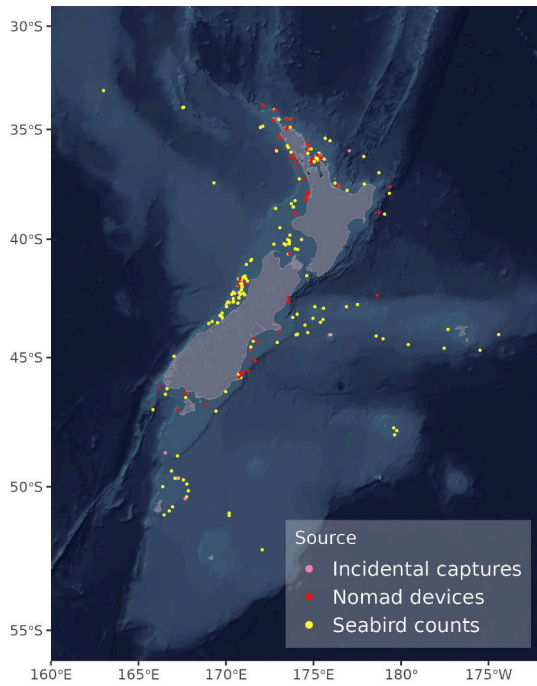 30°S
35°S
40°S
45°S
50°S
55°S
Source
Incidental captures
Nomad devices
Seabird counts
160°E 165°E 170°E 175°E 180° 175°W